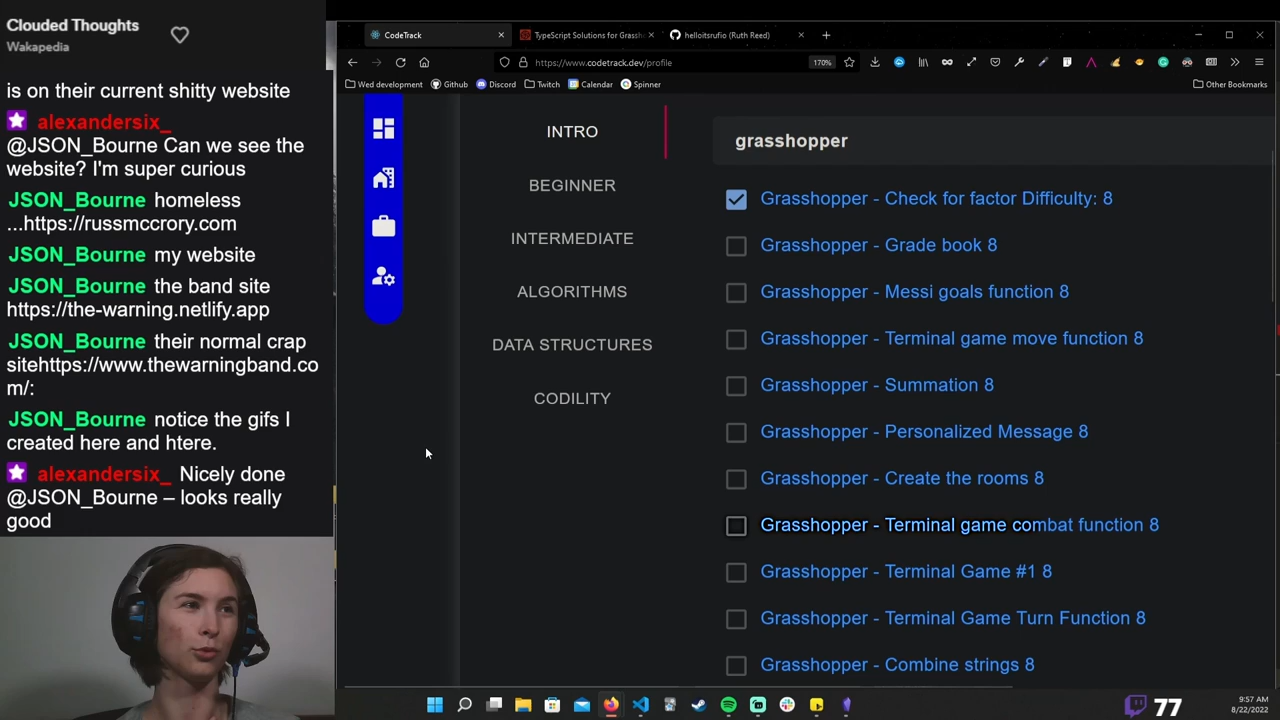 Clouded Thoughts
Wakapedia
is on their current shitty website
alexandersix_
@JSON_Bourne Can we see the
website? I'm super curious
JSON_Bourne homeless
...https://russmccrory.com
JSON_Bourne my website
JSON_Bourne the band site
https://the-warning.netlify.app
JSON_Bourne their normal crap
sitehttps://www.thewarningband.co
m/:
JSON_Bourne notice the gifs I
created here and htere.
alexandersix_ Nicely done
@JSON_Bourne – looks really
good
CodeTrack
TypeScript Solutions for Grassh
helloitsrufio (Ruth Reed)
https://www.codetrack.dev/profile
170%
Wed development
Github
Discord
Twitch
Calendar
Spinner
Other Bookmarks
INTRO
BEGINNER
INTERMEDIATE
ALGORITHMS
DATA STRUCTURES
CODILITY
grasshopper
Grasshopper - Check for factor Difficulty: 8
Grasshopper - Grade book 8
Grasshopper - Messi goals function 8
Grasshopper - Terminal game move function 8
Grasshopper - Summation 8
Grasshopper - Personalized Message 8
Grasshopper - Create the rooms 8
Grasshopper - Terminal game combat function 8
Grasshopper - Terminal Game #1 8
Grasshopper - Terminal Game Turn Function 8
Grasshopper - Combine strings 8
9:57 AM
8/22/2022
77